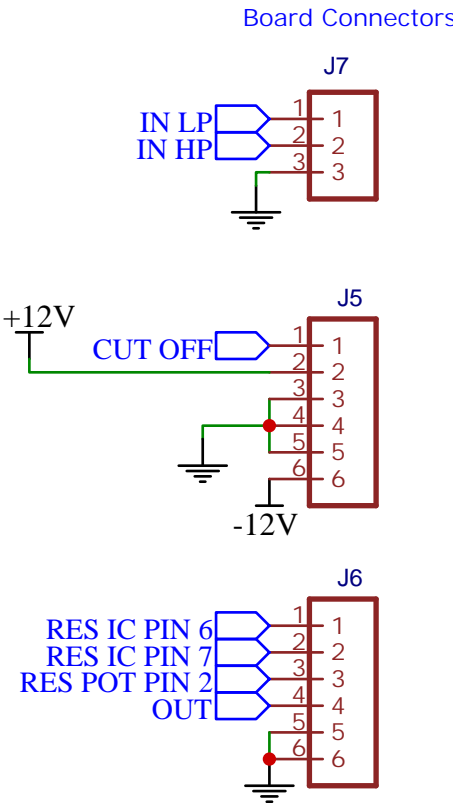 Board Connectors
J7
IN LP 1 1
IN HP 2 2
3 3
J5
+12V
CUT OFF 1 1
2 2
3 3
4 4
5 5
6 6
-12V
J6
RES IC PIN 6 1 1
RES IC PIN 7 2 2
RES POT PIN 2 3 3
OUT 4 4
5 5
6 6